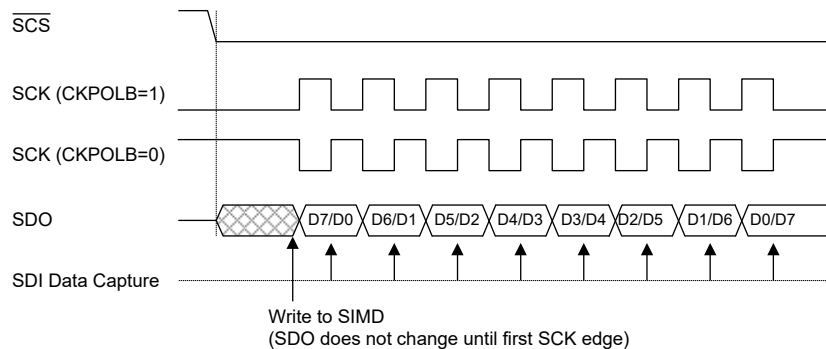 SCS
SCK (CKPOLB=1)
SCK (CKPOLB=0)
SDO
D7/D0 D6/D1 D5/D2 D4/D3 D3/D4 D2/D5 D1/D6 D0/D7
SDI Data Capture
Write to SIMD
(SDO does not change until first SCK edge)